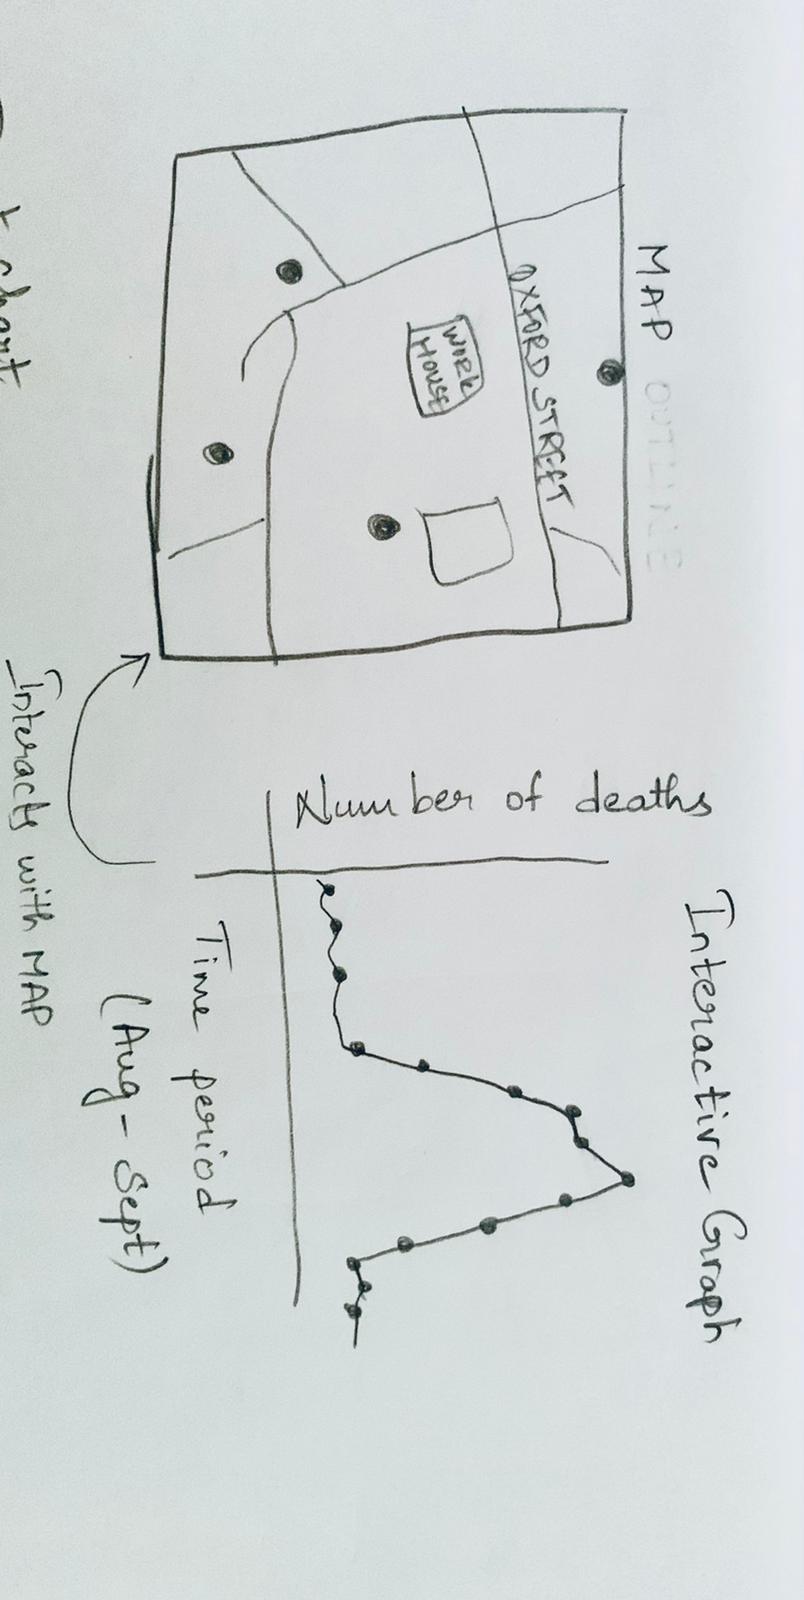 MAP OUTLINE
OXFORD STREET
WORK
HOUSE
Interactive Graph
Number of deaths
Time period
(Aug - Sept)
Interacts with MAP
chart